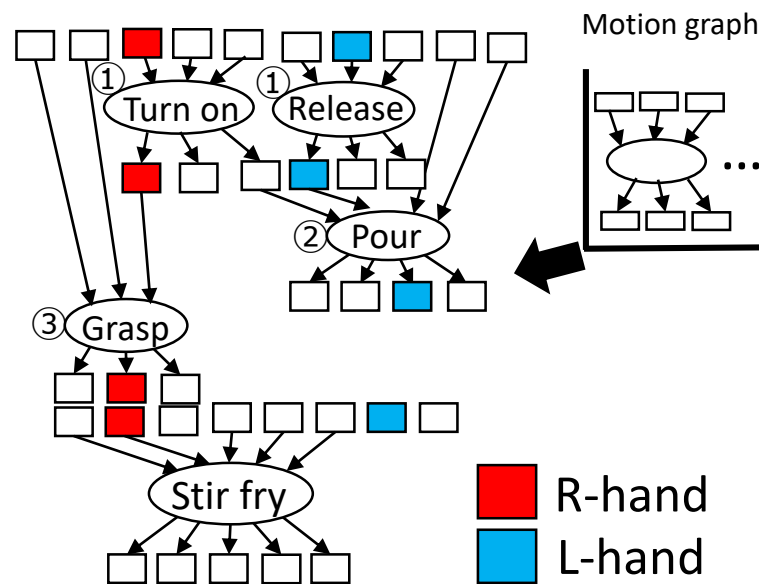 Motion graph
① Turn on
① Release
...
② Pour
③ Grasp
Stir fry
R-hand
L-hand